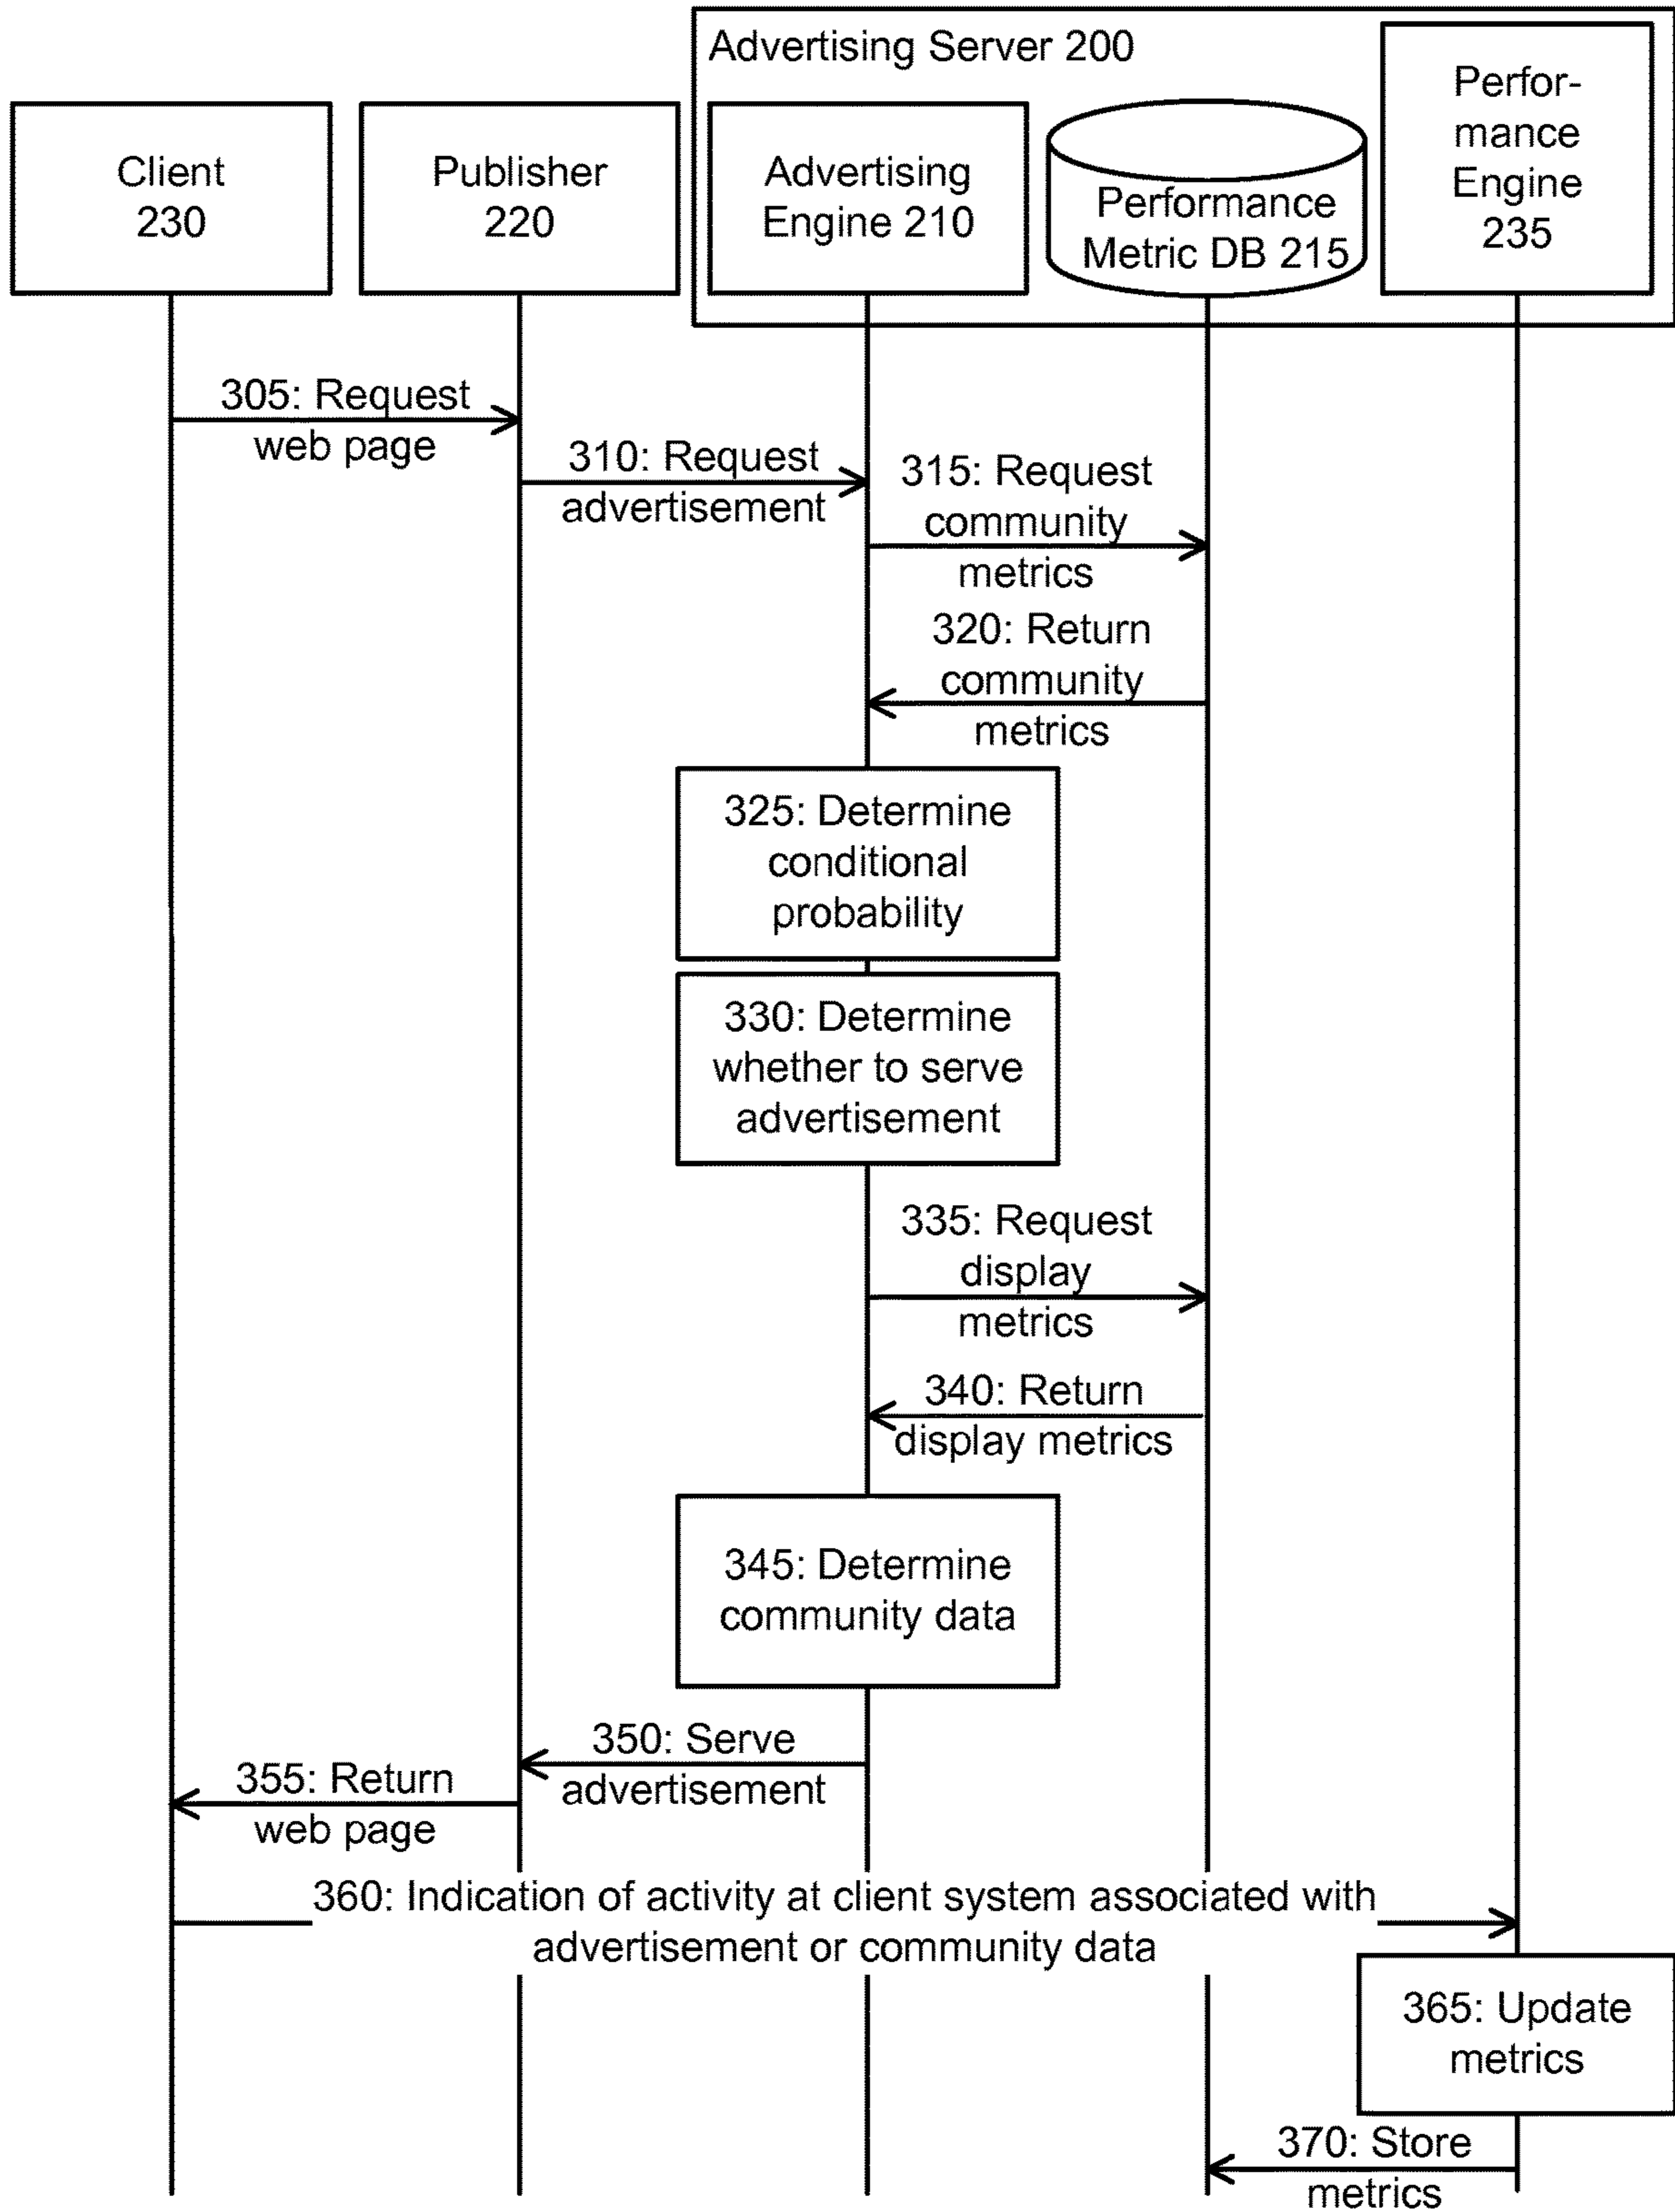 Advertising Server 200
Client
230
Publisher
220
Advertising
Engine 210
Performance
Metric DB 215
Perfor-
mance
Engine
235
305: Request
web page
310: Request
advertisement
315: Request
community
metrics
320: Return
community
metrics
325: Determine
conditional
probability
330: Determine
whether to serve
advertisement
335: Request
display
metrics
340: Return
display metrics
345: Determine
community data
350: Serve
advertisement
355: Return
web page
360: Indication of activity at client system associated with
advertisement or community data
365: Update
metrics
370: Store
metrics